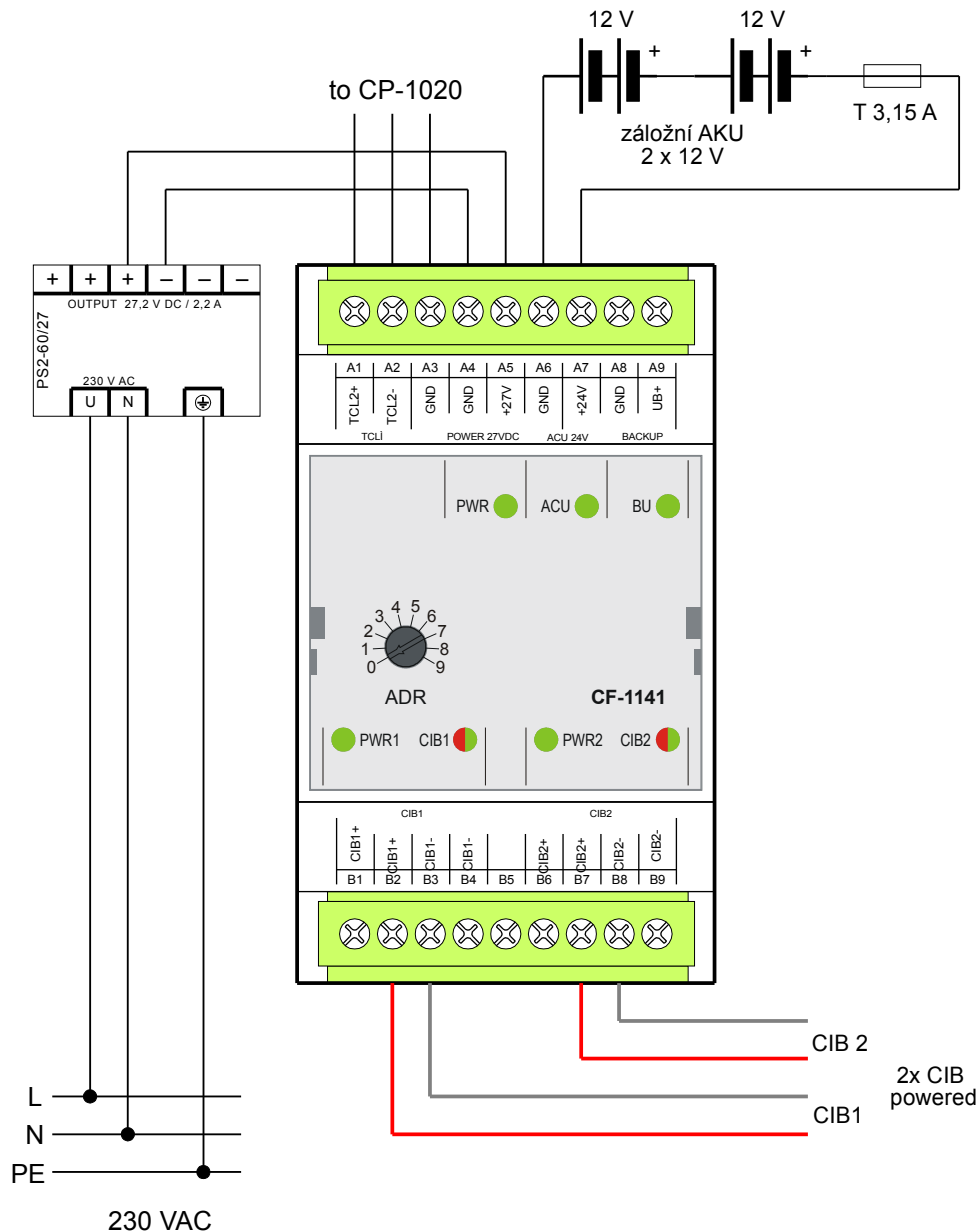 12 V
12 V
+
+
to CP-1020
T 3,15 A
záložní AKU
2 x 12 V
+ + + – – –
OUTPUT 27,2 V DC / 2,2 A
PS2-60/27
230 V AC
U N
A1 A2 A3 A4 A5 A6 A7 A8 A9
TCL2+ TCL2- GND GND +27V GND +24V GND UB+
TCLÌ POWER 27VDC ACU 24V BACKUP
PWR ACU BU
0 1 2 3 4 5 6 7 8 9
ADR
CF-1141
PWR1 CIB1 PWR2 CIB2
CIB1 CIB2
CIB1+ CIB1+ CIB1- CIB1- CIB2+ CIB2+ CIB2- CIB2-
B1 B2 B3 B4 B5 B6 B7 B8 B9
CIB 2
2x CIB
powered
CIB1
L
N
PE
230 VAC